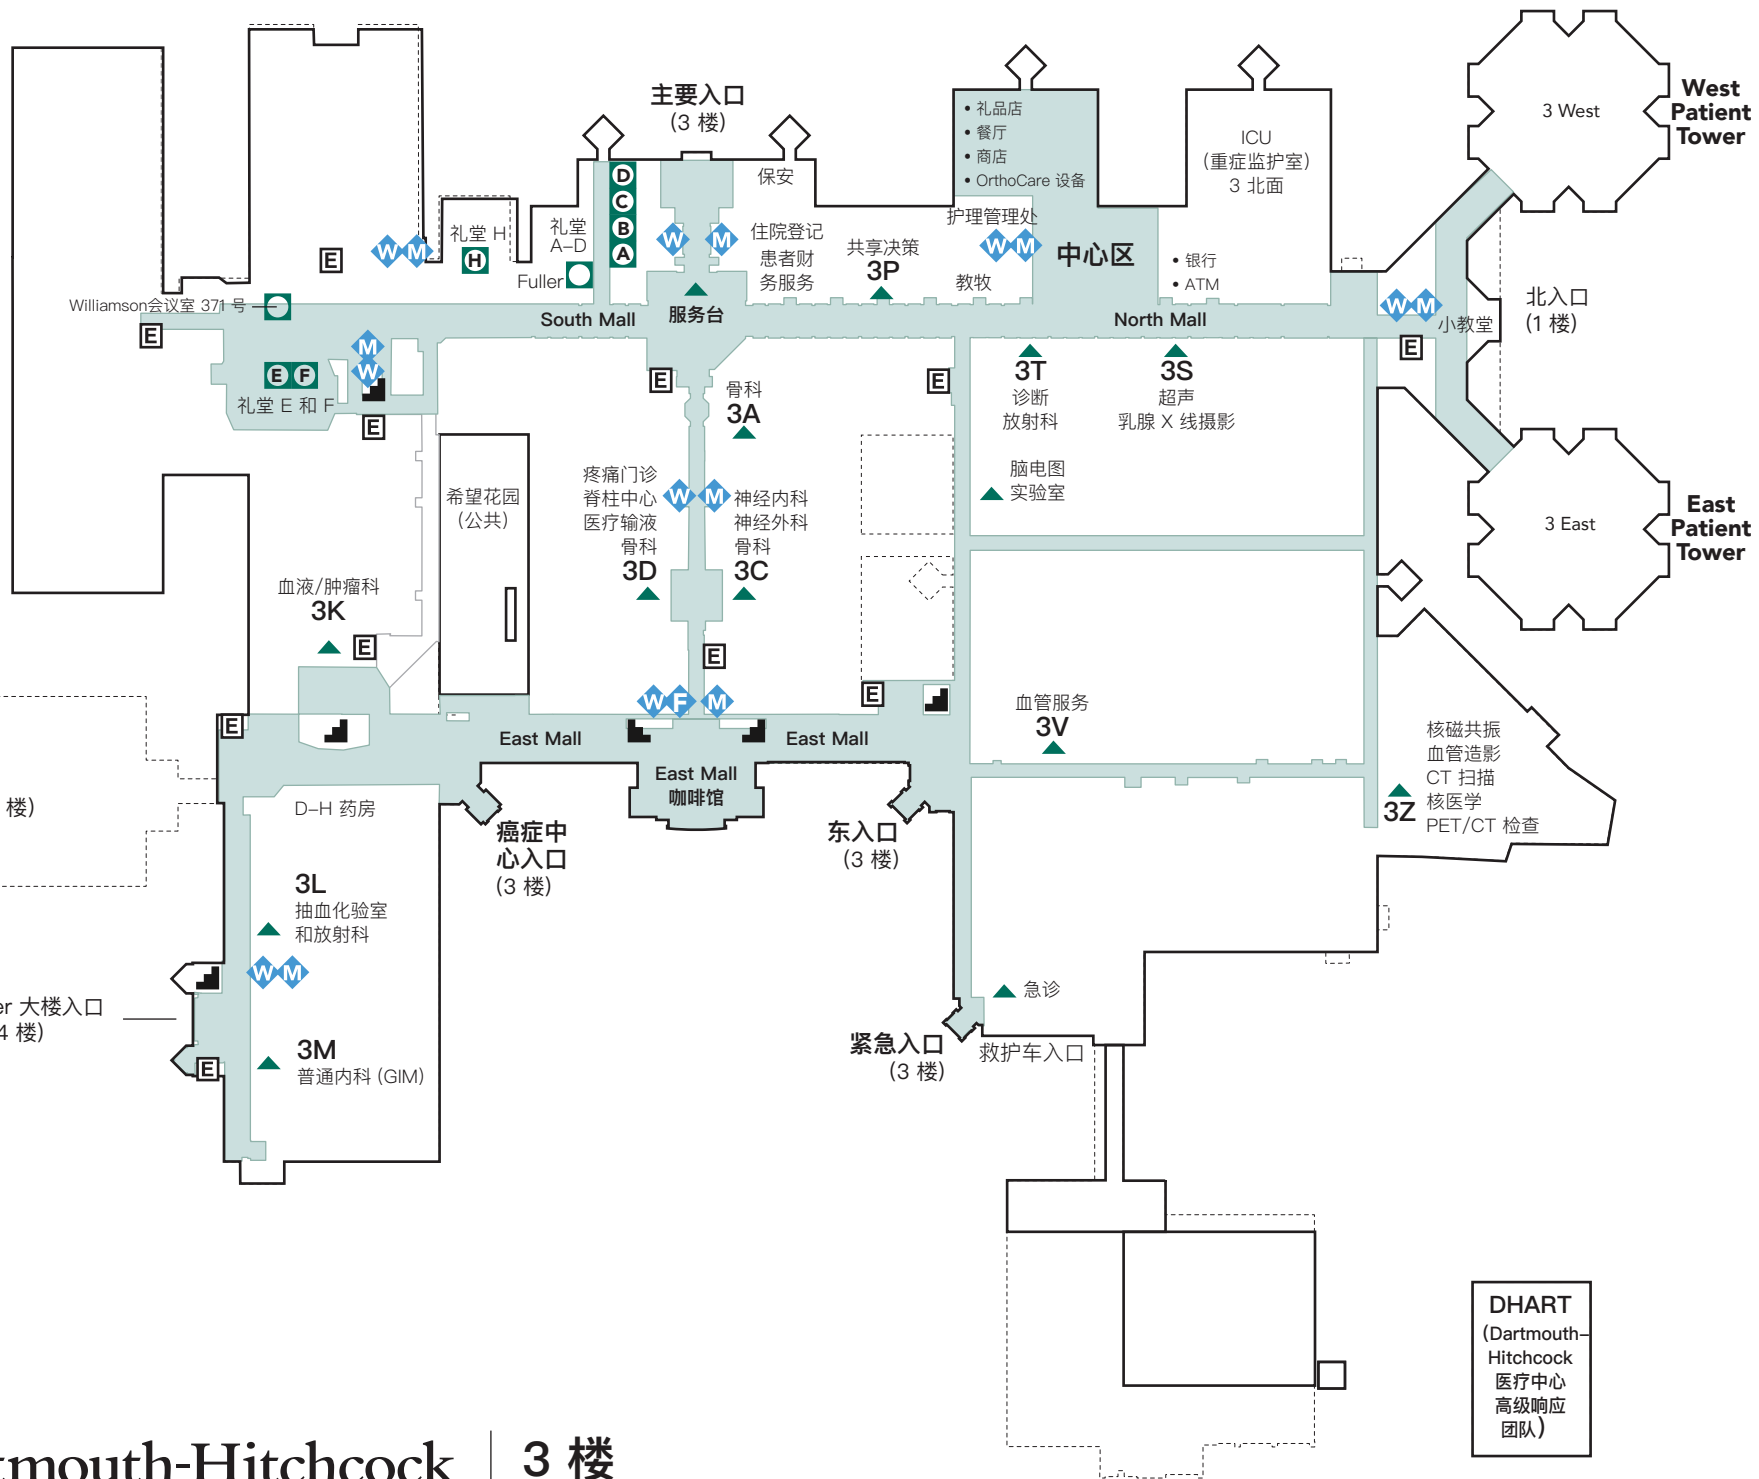 主要入口
(3 楼)
D
C
B
A
保安
礼品店
餐厅
商店
OrthoCare 设备
ICU
(重症监护室)
3 北面
3 West
West
Patient
Tower
E
W M
礼堂 H
H
礼堂
A–D
Fuller
W M
住院登记
患者财
务服务
共享决策
3P
护理管理处
W M
教牧
中心区
银行
ATM
Williamson会议室 371 号
South Mall
服务台
North Mall
W M
小教堂
北入口
(1 楼)
E
M
W
E F
礼堂 E 和 F
E
E
骨科
3A
E
3T
诊断
放射科
3S
超声
乳腺 X 线摄影
E
脑电图
实验室
希望花园
(公共)
疼痛门诊
脊柱中心
医疗输液
骨科
3D
W M
神经内科
神经外科
骨科
3C
3 East
East
Patient
Tower
血液/肿瘤科
3K
E
E
W F M
E
E
East Mall
East Mall
East Mall
咖啡馆
血管服务
3V
核磁共振
血管造影
CT 扫描
核医学
PET/CT 检查
3Z
楼)
D–H 药房
癌症中
心入口
(3 楼)
东入口
(3 楼)
3L
抽血化验室
和放射科
W M
er 大楼入口
4 楼)
E
3M
普通内科 (GIM)
急诊
紧急入口
(3 楼)
救护车入口
DHART
(Dartmouth–
Hitchcock
医疗中心
高级响应
团队)
tmouth-Hitchcock
3 楼